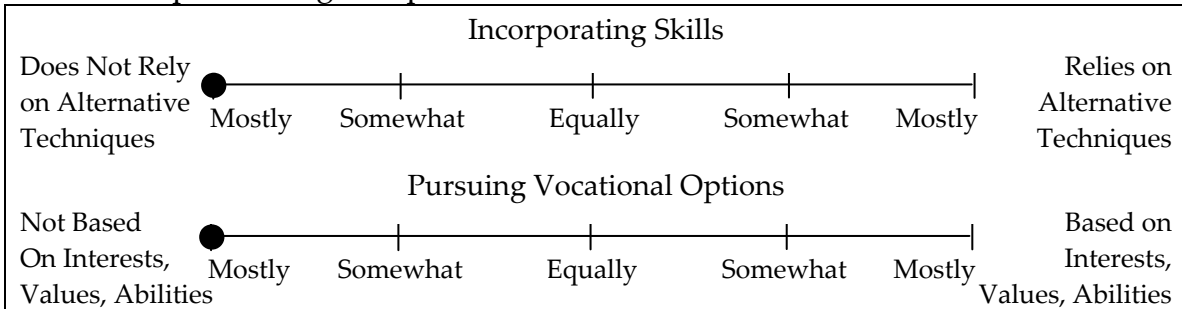 Incorporating Skills
Does Not Rely
on Alternative
Techniques
Mostly Somewhat Equally Somewhat Mostly
Relies on
Alternative
Techniques
Pursuing Vocational Options
Not Based
On Interests,
Values, Abilities
Mostly Somewhat Equally Somewhat Mostly
Based on
Interests,
Values, Abilities